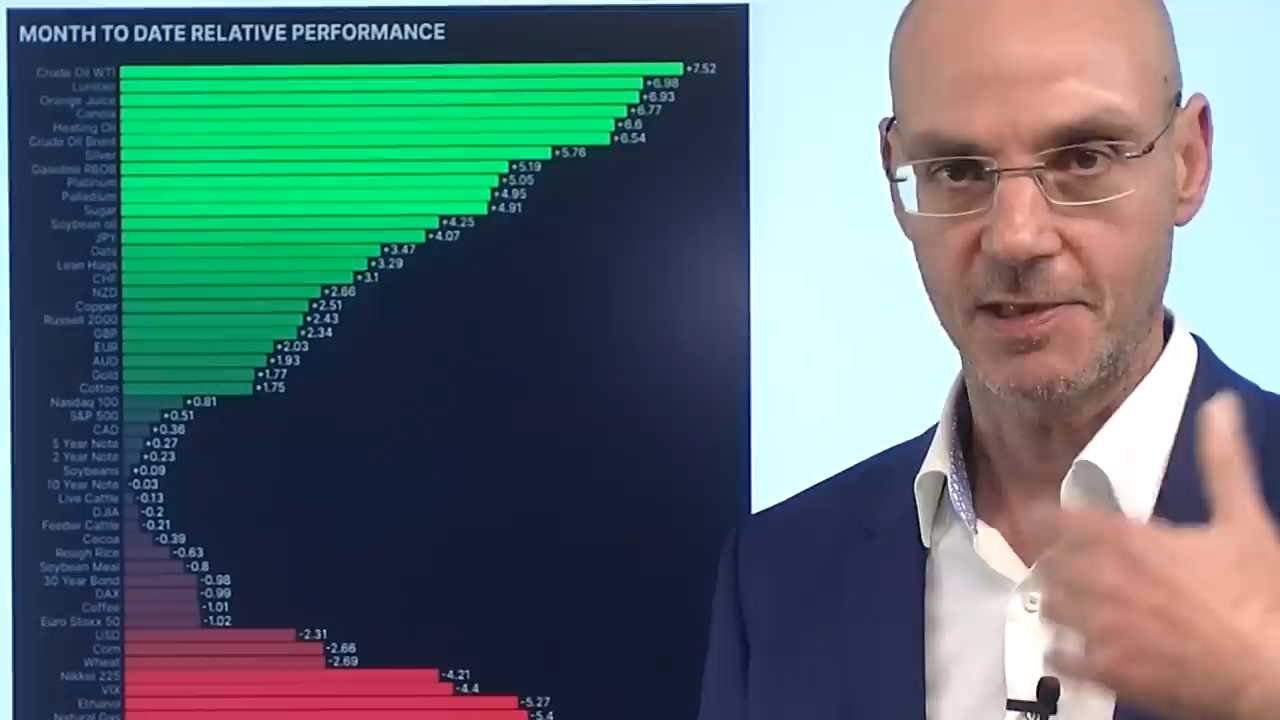 MONTH TO DATE RELATIVE PERFORMANCE
Crude Oil WTI +7.52
Lumber +6.98
Orange Juice +6.93
Canola +6.77
Heating Oil +6.6
Crude Oil Brent +6.54
Silver +5.76
Gasoline RBOB +5.19
Platinum +5.05
Palladium +4.95
Sugar +4.91
Soybean oil +4.25
JPY +4.07
Oats +3.47
Lean Hogs +3.29
CHF +3.1
NZD +2.66
Copper +2.51
Russell 2000 +2.43
GBP +2.34
EUR +2.03
AUD +1.93
Gold +1.77
Cotton +1.75
Nasdaq 100 +0.81
S&P 500 +0.51
CAD +0.36
5 Year Note +0.27
2 Year Note +0.23
Soybeans +0.09
10 Year Note -0.03
Live Cattle -0.13
DJIA -0.2
Feeder Cattle -0.21
Cocoa -0.39
Rough Rice -0.63
Soybean Meal -0.8
30 Year Bond -0.98
DAX -0.99
Coffee -1.01
Euro Stoxx 50 -1.02
USD -2.31
Corn -2.66
Wheat -2.69
Nikkei 225 -4.21
VIX -4.4
Ethanol -5.27
Natural Gas -5.4